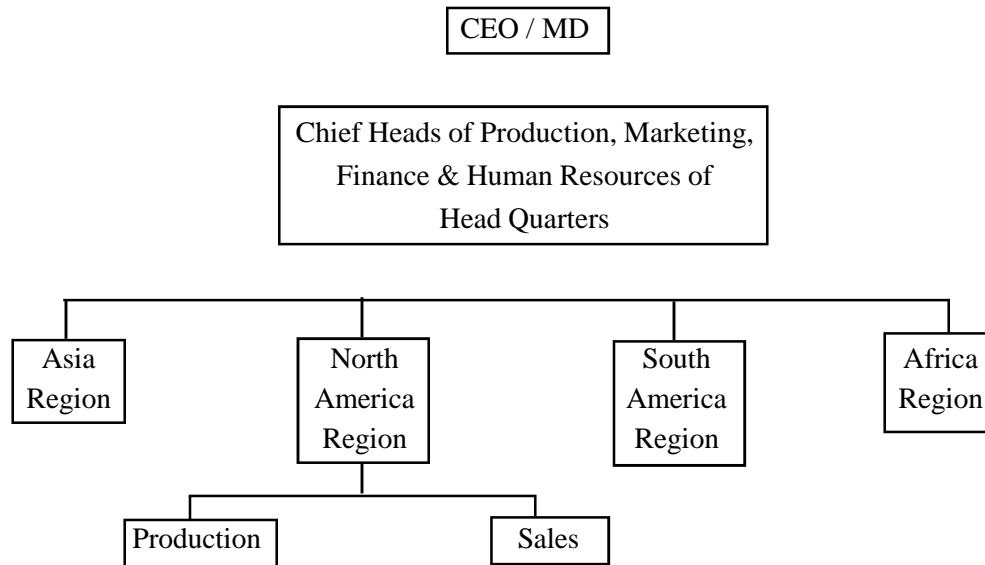 CEO / MD
Chief Heads of Production, Marketing,
Finance & Human Resources of
Head Quarters
Asia
Region
North
America
Region
South
America
Region
Africa
Region
Production
Sales